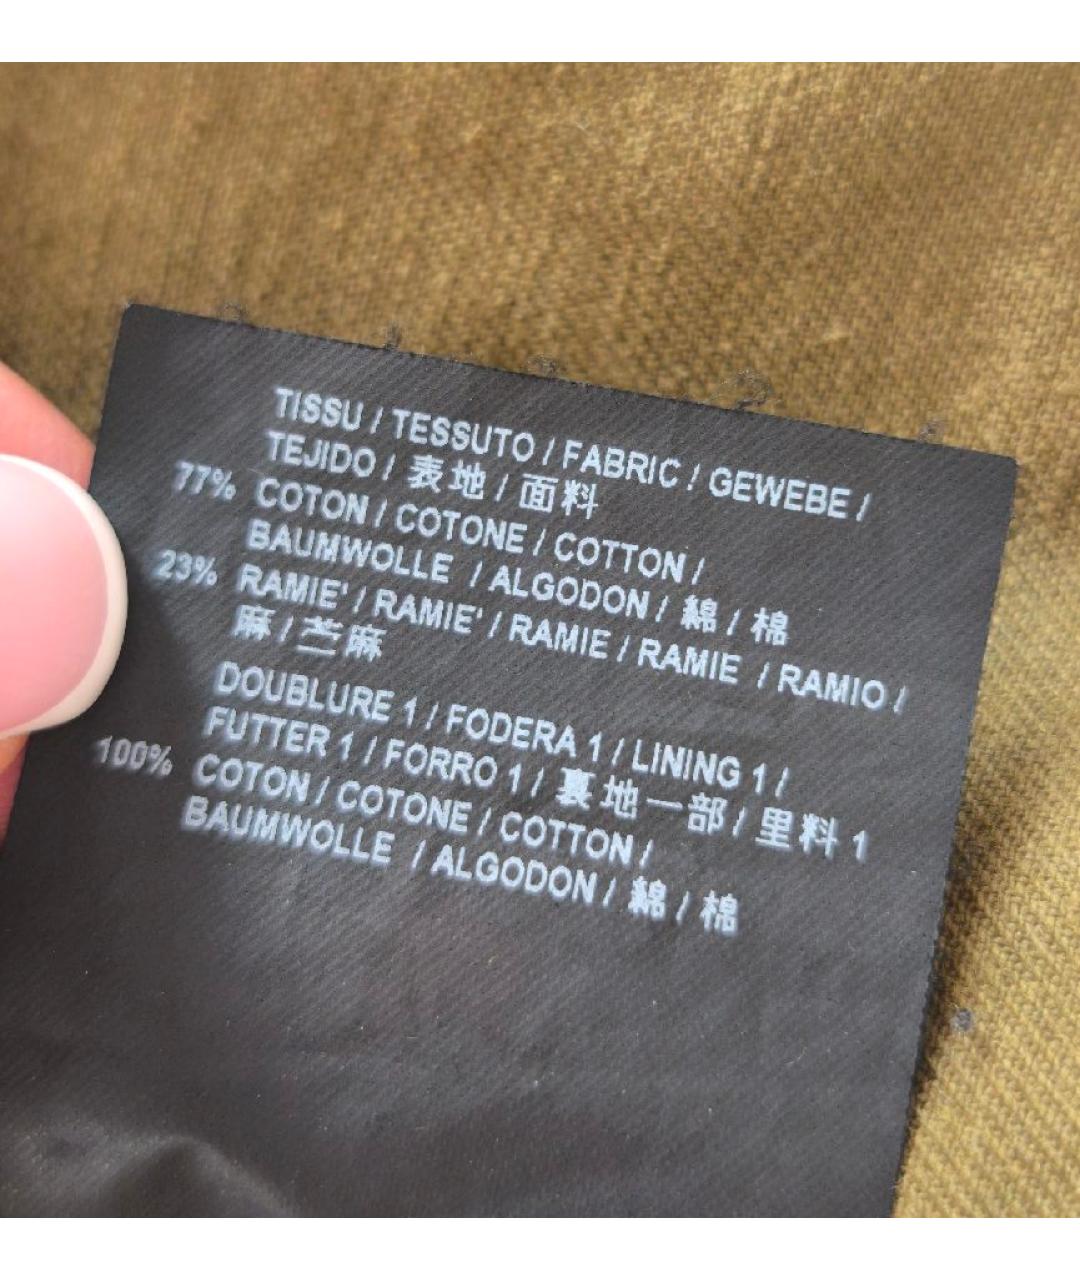 TISSU / TESSUTO / FABRIC / GEWEBE /
TEJIDO / 表地 / 面料
77% COTON / COTONE / COTTON /
BAUMWOLLE / ALGODON / 綿 / 棉
23% RAMIE' / RAMIE' / RAMIE / RAMIE / RAMIO /
麻 / 苎麻
DOUBLURE 1 / FODERA 1 / LINING 1 /
FUTTER 1 / FORRO 1 / 裏地一部 / 里料 1
100% COTON / COTONE / COTTON /
BAUMWOLLE / ALGODON / 綿 / 棉